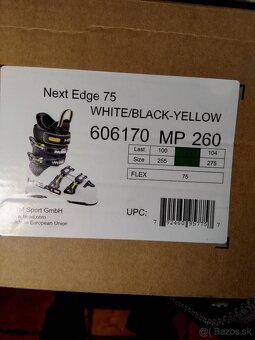 Next Edge 75
WHITE/BLACK-YELLOW
606170 MP 260
Last 100 104
Size 255 275
FLEX 75
Sport GmbH
European Union
UPC:
© bazos.sk